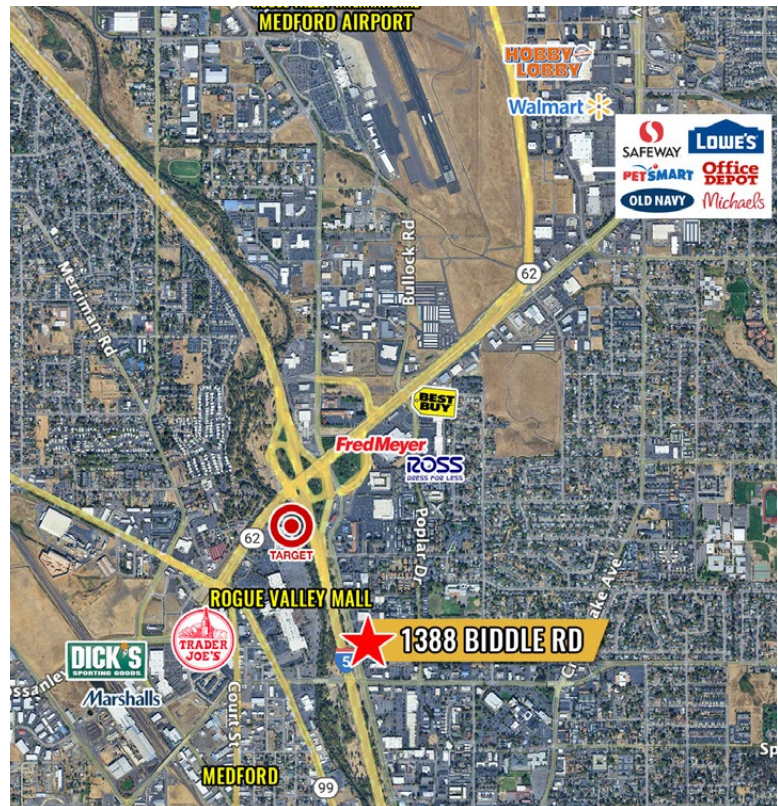 MEDFORD AIRPORT
HOBBY
LOBBY
Walmart
SAFEWAY
LOWE'S
PETSMART
Office
DEPOT
OLD NAVY
Michaels
Bullock Rd
62
Merriman Rd
BEST
BUY
FredMeyer
ROSS
DRESS FOR LESS
62
TARGET
Poplar Dr
ROGUE VALLEY MALL
TRADER
JOE'S
1388 BIDDLE RD
5
DICK'S
SPORTING GOODS
Marshalls
Court St
MEDFORD
99